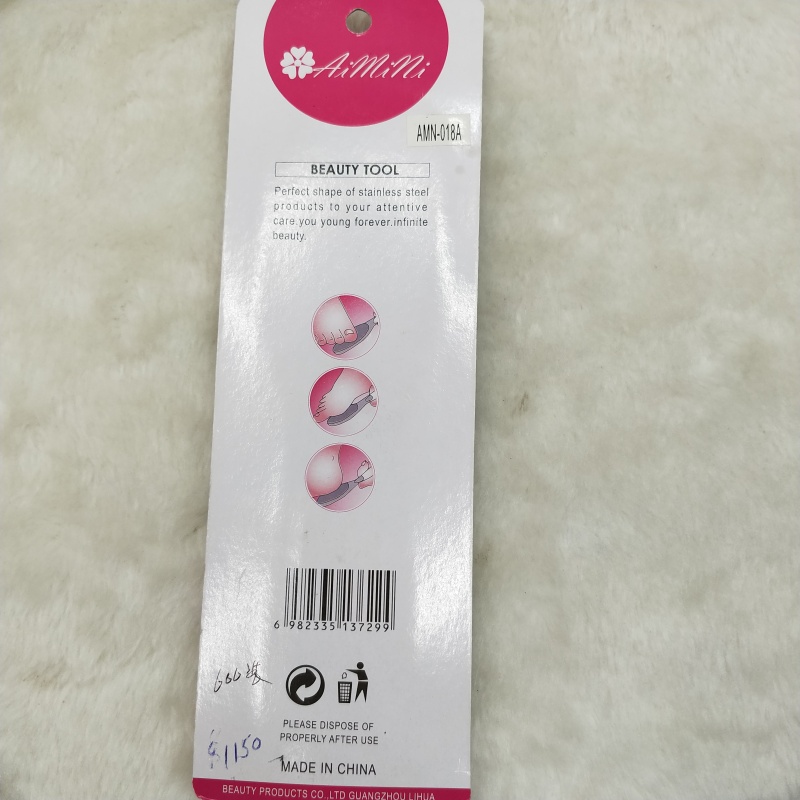 AiMiNi
AMN-018A
BEAUTY TOOL
Perfect shape of stainless steel
products to your attentive
care,you young forever.infinite
beauty.
6 982335 137299
$1150
PLEASE DISPOSE OF
PROPERLY AFTER USE
MADE IN CHINA
BEAUTY PRODUCTS CO.,LTD GUANGZHOU LIHUA